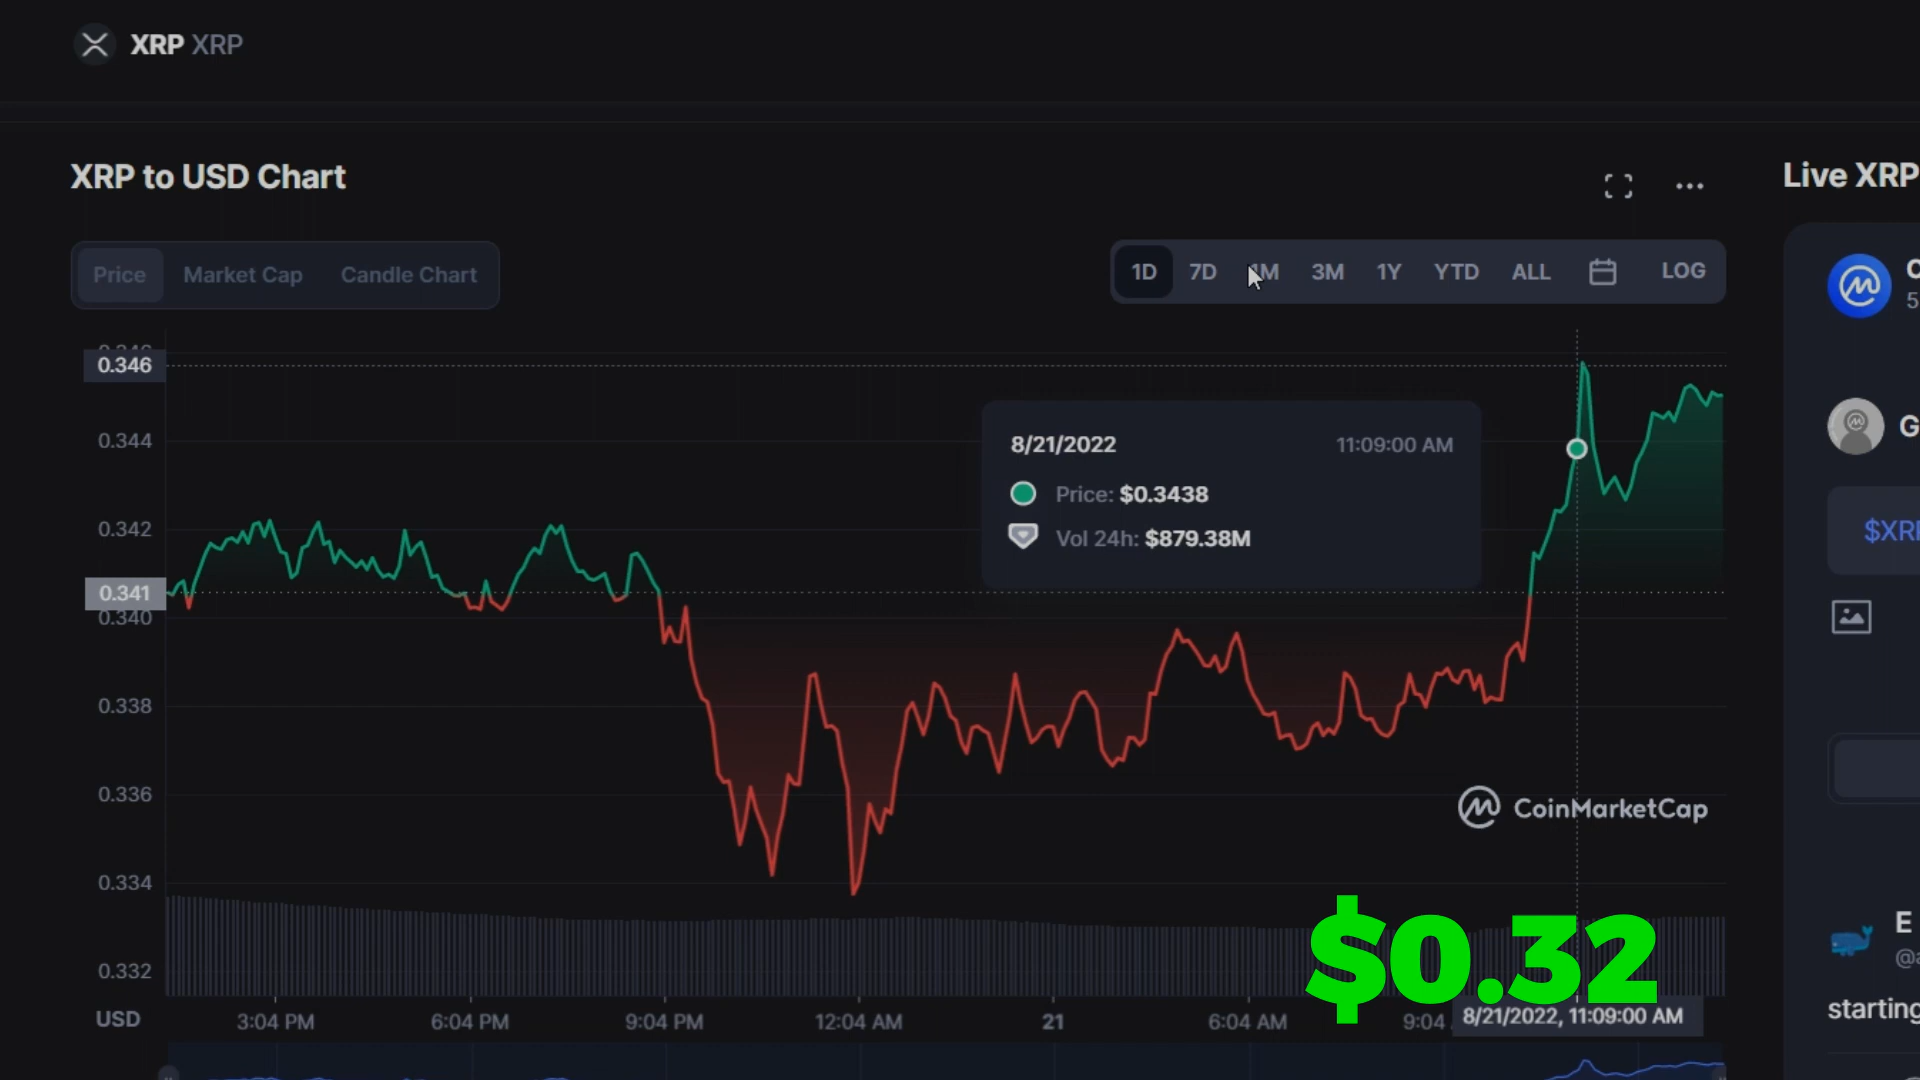 XRP XRP
XRP to USD Chart
Live XRP
Price Market Cap Candle Chart
1D 7D 1M 3M 1Y YTD ALL LOG
0.346
0.344
0.342
0.341
0.340
0.338
0.336
0.334
0.332
8/21/2022 11:09:00 AM
Price: $0.3438
Vol 24h: $879.38M
CoinMarketCap
$0.32
USD 3:04 PM 6:04 PM 9:04 PM 12:04 AM 21 6:04 AM 9:04
8/21/2022, 11:09:00 AM
5
G
$XRP
E
@a
starting